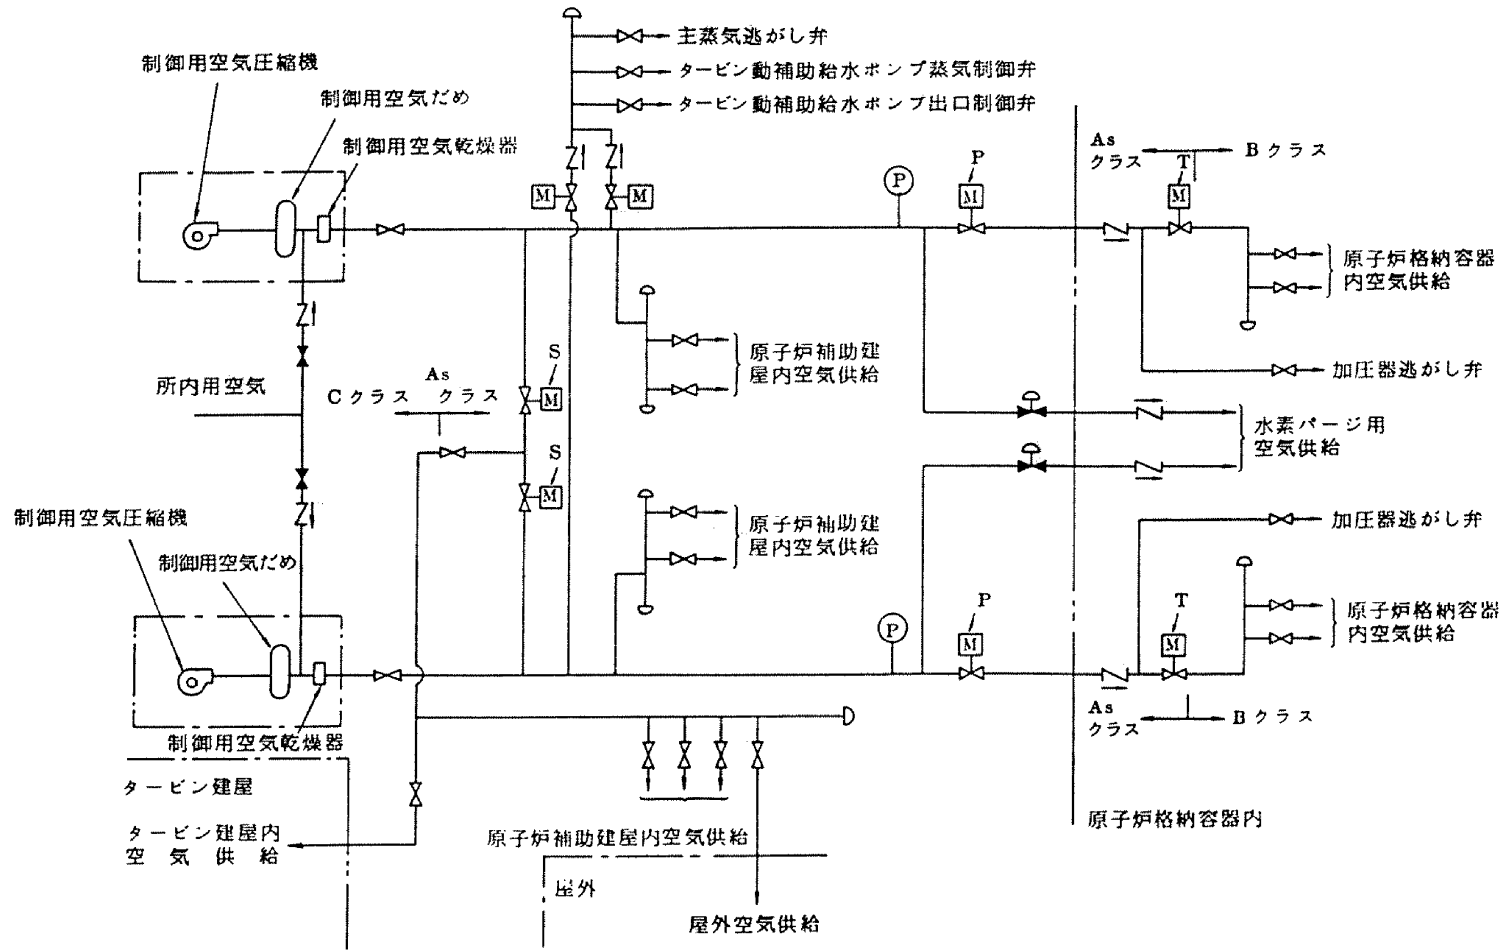 主蒸気逃がし弁
タービン動補助給水ポンプ蒸気制御弁
タービン動補助給水ポンプ出口制御弁
制御用空気圧縮機
制御用空気だめ
制御用空気乾燥器
M
M
P
P
M
As
クラス
Bクラス
T
M
原子炉格納容器
内空気供給
原子炉補助建
屋内空気供給
加圧器逃がし弁
所内用空気
Cクラス
As
クラス
S
M
S
M
水素パージ用
空気供給
制御用空気圧縮機
制御用空気だめ
原子炉補助建
屋内空気供給
加圧器逃がし弁
P
P
M
T
M
原子炉格納容器
内空気供給
As
クラス
Bクラス
制御用空気乾燥器
タービン建屋
タービン建屋内
空気供給
原子炉補助建屋内空気供給
屋外
屋外空気供給
原子炉格納容器内